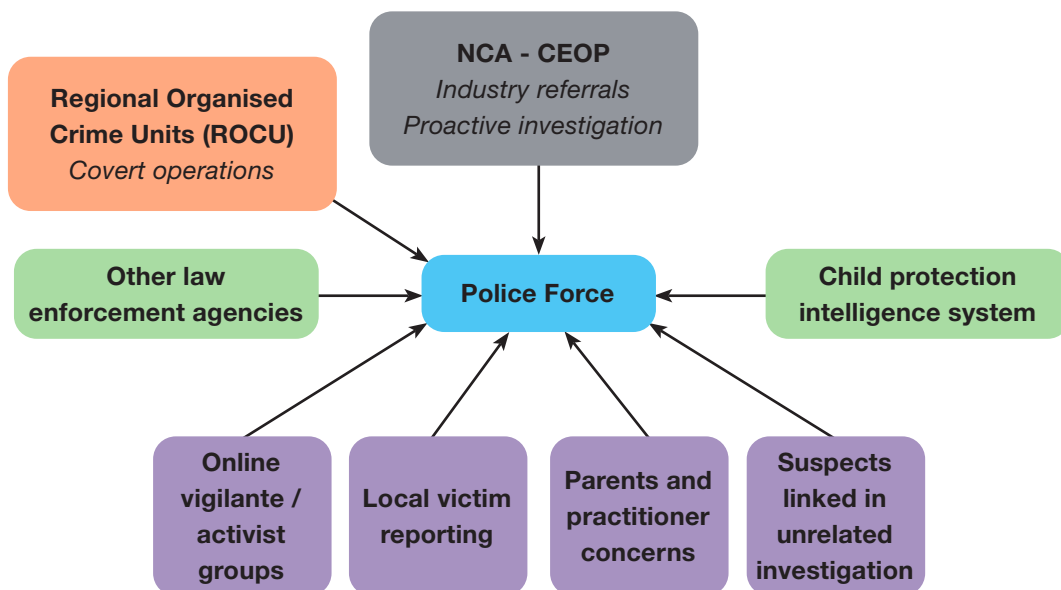 NCA - CEOP
Industry referrals
Proactive investigation
Regional Organised
Crime Units (ROCU)
Covert operations
Other law
enforcement agencies
Police Force
Child protection
intelligence system
Online
vigilante /
activist
groups
Local victim
reporting
Parents and
practitioner
concerns
Suspects
linked in
unrelated
investigation